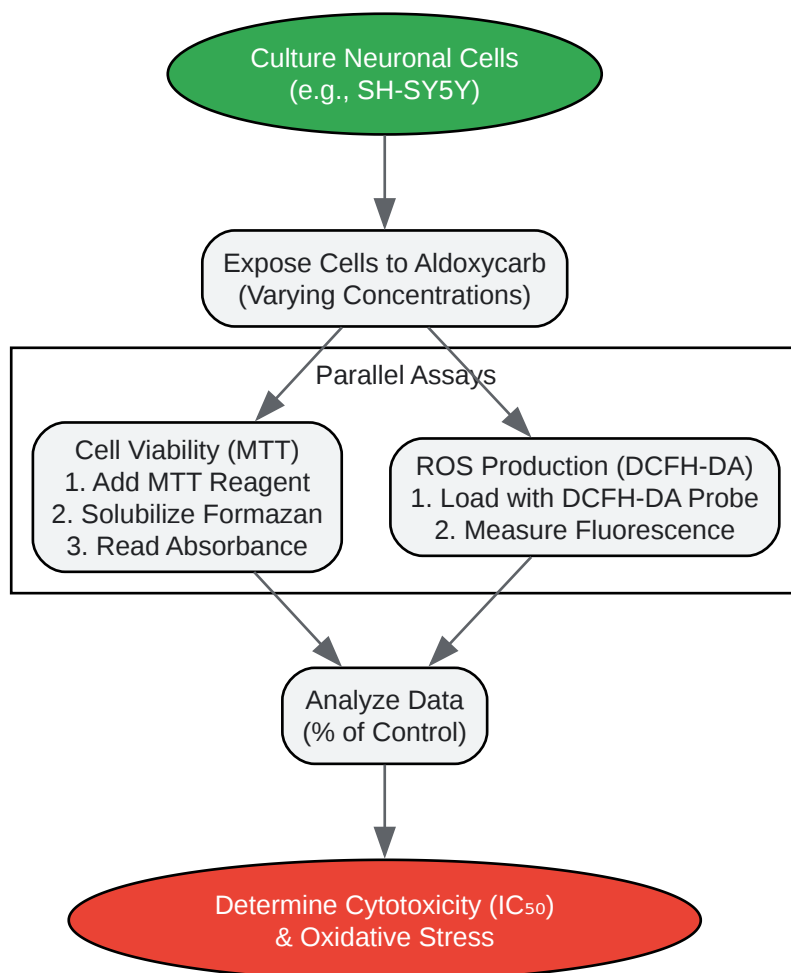 Culture Neuronal Cells
(e.g., SH-SY5Y)
Expose Cells to Aldoxycarb
(Varying Concentrations)
Parallel Assays
Cell Viability (MTT)
1. Add MTT Reagent
2. Solubilize Formazan
3. Read Absorbance
ROS Production (DCFH-DA)
1. Load with DCFH-DA Probe
2. Measure Fluorescence
Analyze Data
(% of Control)
Determine Cytotoxicity (IC₅₀)
& Oxidative Stress